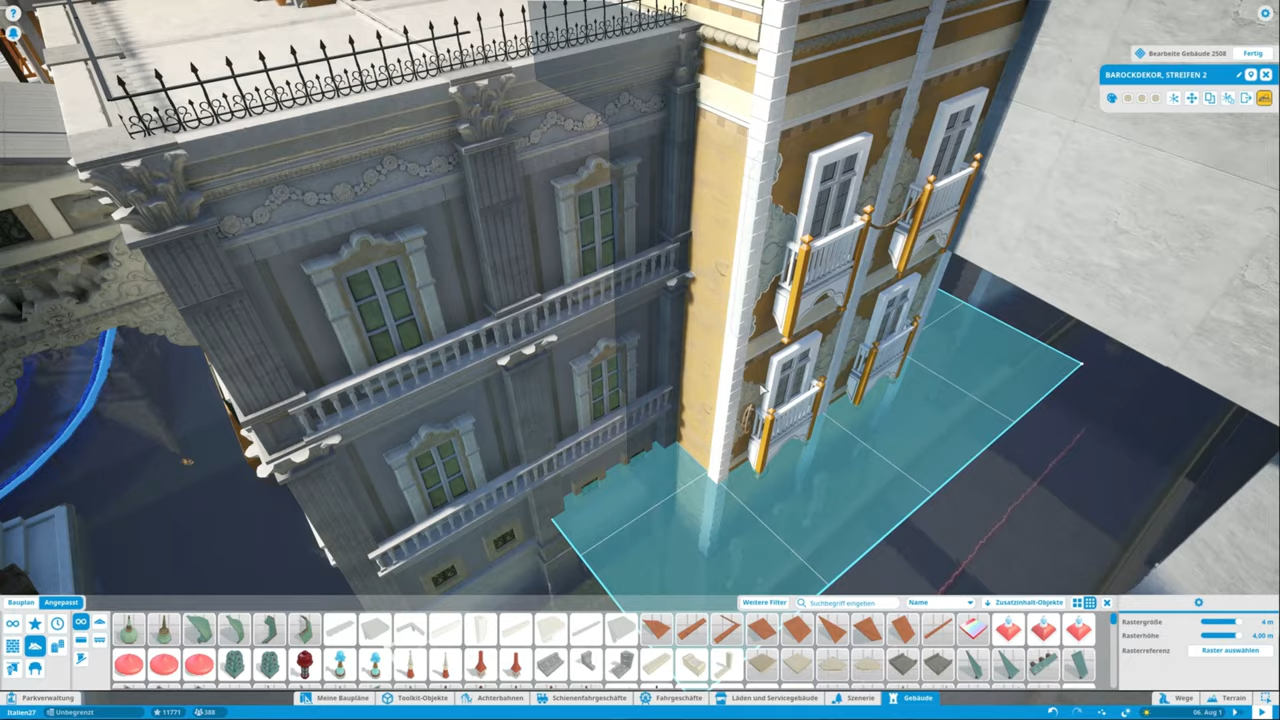 Bearbeite Gebäude 2508
Fertig
BAROCKDEKOR, STREIFEN 2
Bauplan
Angepasst
Weitere Filter
Suchbegriff eingeben
Name
Zusatzinhalt-Objekte
Rastergröße
4 m
Rasterhöhe
4,00 m
Rasterreferenz
Raster auswählen
Parkverwaltung
Meine Baupläne
Toolkit-Objekte
Achterbahnen
Schienenfahrgeschäfte
Fahrgeschäfte
Läden und Servicegebäude
Szenerie
Gebäude
Wege
Terrain
Italien27
Unbegrenzt
11771
388
06. Aug 1